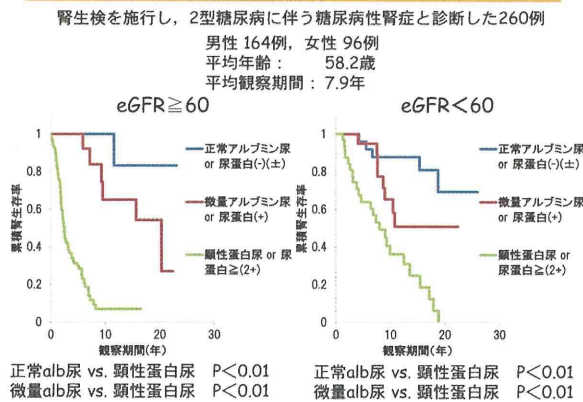 腎生検を施行し，2型糖尿病に伴う糖尿病性腎症と診断した260例
男性 164例，女性 96例
平均年齢： 58.2歳
平均観察期間：7.9年
eGFR≧60
累積腎生存率
1
0.8
0.6
0.4
0.2
0
0
10
20
30
観察期間(年)
正常アルブミン尿
or 尿蛋白(-)(±)
微量アルブミン尿
or 尿蛋白(+)
顕性蛋白尿 or 尿
蛋白≧(2+)
正常alb尿 vs. 顕性蛋白尿 P<0.01
微量alb尿 vs. 顕性蛋白尿 P<0.01
eGFR<60
累積腎生存率
1
0.8
0.6
0.4
0.2
0
0
10
20
30
観察期間(年)
正常アルブミン尿
or 尿蛋白(-)(±)
微量アルブミン尿
or 尿蛋白(+)
顕性蛋白尿 or 尿
蛋白≧(2+)
正常alb尿 vs. 顕性蛋白尿 P<0.01
微量alb尿 vs. 顕性蛋白尿 P<0.01